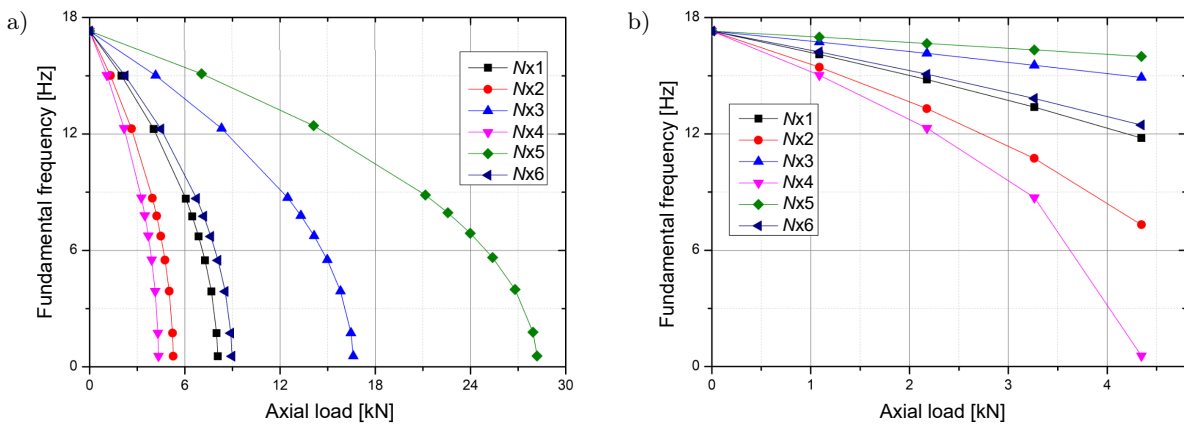 a)
18
12
6
0
Fundamental frequency [Hz]
0 6 12 18 24 30
Axial load [kN]
Nx1
Nx2
Nx3
Nx4
Nx5
Nx6
b)
18
12
6
0
Fundamental frequency [Hz]
0 1 2 3 4
Axial load [kN]
Nx1
Nx2
Nx3
Nx4
Nx5
Nx6